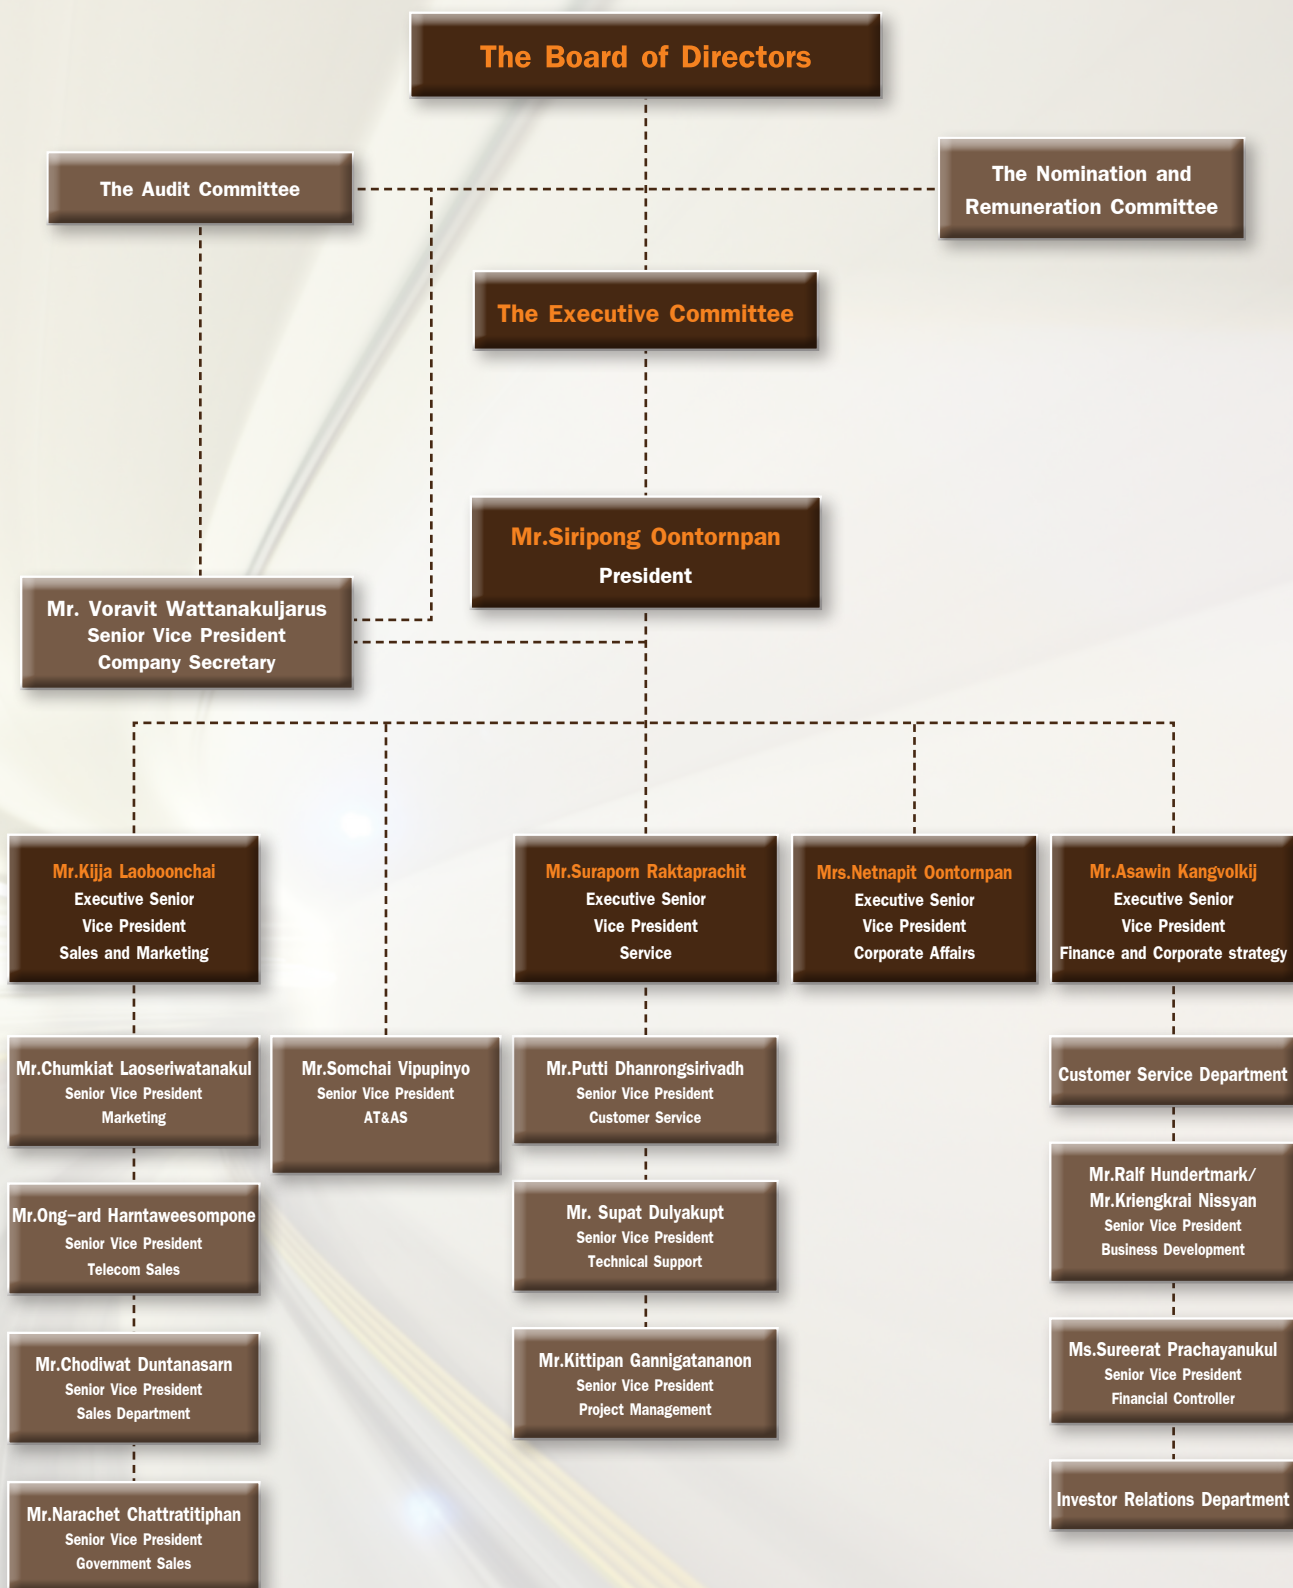 The Board of Directors
The Audit Committee
The Nomination and
Remuneration Committee
The Executive Committee
Mr.Siripong Oontornpan
President
Mr. Voravit Wattanakuljarus
Senior Vice President
Company Secretary
Mr.Kijja Laoboonchai
Executive Senior
Vice President
Sales and Marketing
Mr.Suraporn Raktaprachit
Executive Senior
Vice President
Service
Mrs.Netnapit Oontornpan
Executive Senior
Vice President
Corporate Affairs
Mr.Asawin Kangvolkij
Executive Senior
Vice President
Finance and Corporate strategy
Mr.Chumkiat Laoseriwatanakul
Senior Vice President
Marketing
Mr.Somchai Vipupinyo
Senior Vice President
AT&AS
Mr.Putti Dhanrongsirivadh
Senior Vice President
Customer Service
Customer Service Department
Mr.Ong-ard Harntaweesompone
Senior Vice President
Telecom Sales
Mr. Supat Dulyakupt
Senior Vice President
Technical Support
Mr.Ralf Hundertmark/
Mr.Kriengkrai Nissyan
Senior Vice President
Business Development
Mr.Chodiwat Duntanasarn
Senior Vice President
Sales Department
Mr.Kittipan Gannigatananon
Senior Vice President
Project Management
Ms.Sureerat Prachayanukul
Senior Vice President
Financial Controller
Mr.Narachet Chattratitiphan
Senior Vice President
Government Sales
Investor Relations Department